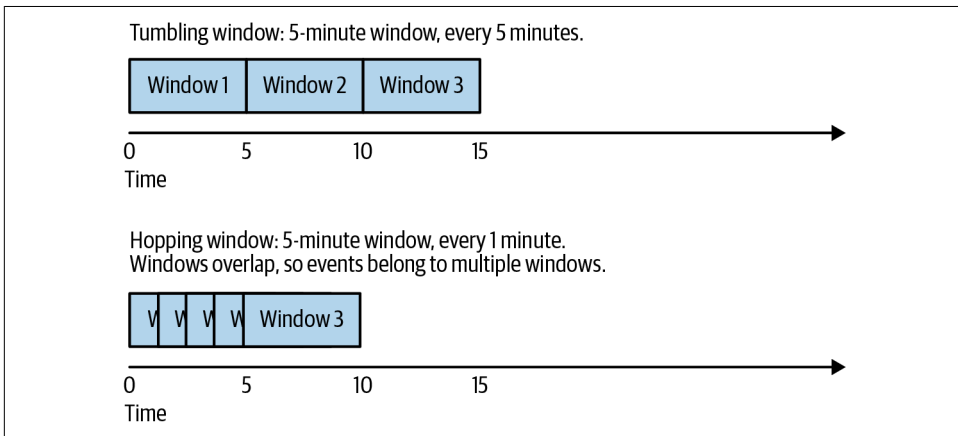 Tumbling window: 5-minute window, every 5 minutes.
Window 1 Window 2 Window 3
0 5 10 15
Time
Hopping window: 5-minute window, every 1 minute.
Windows overlap, so events belong to multiple windows.
W W W W Window 3
0 5 10 15
Time